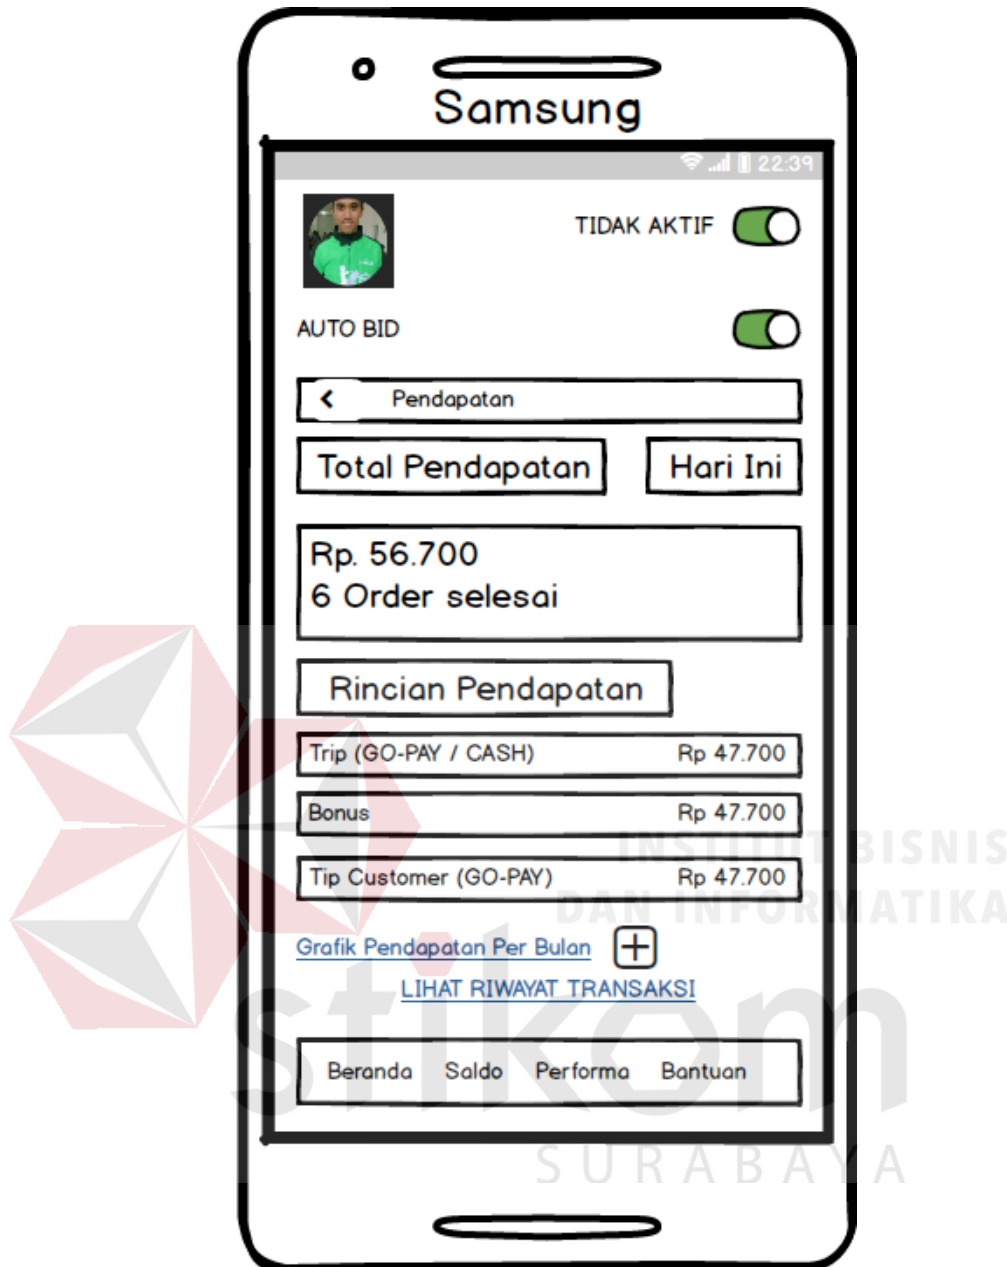 Samsung
22:39
TIDAK AKTIF
AUTO BID
< Pendapatan
Total Pendapatan Hari Ini
Rp. 56.700
6 Order selesai
Rincian Pendapatan
Trip (GO-PAY / CASH) Rp 47.700
Bonus Rp 47.700
Tip Customer (GO-PAY) Rp 47.700
Grafik Pendapatan Per Bulan
LIHAT RIWAYAT TRANSAKSI
Beranda Saldo Performa Bantuan
INSTITUT BISNIS
DAN INFORMATIKA
stikom
SURABAYA